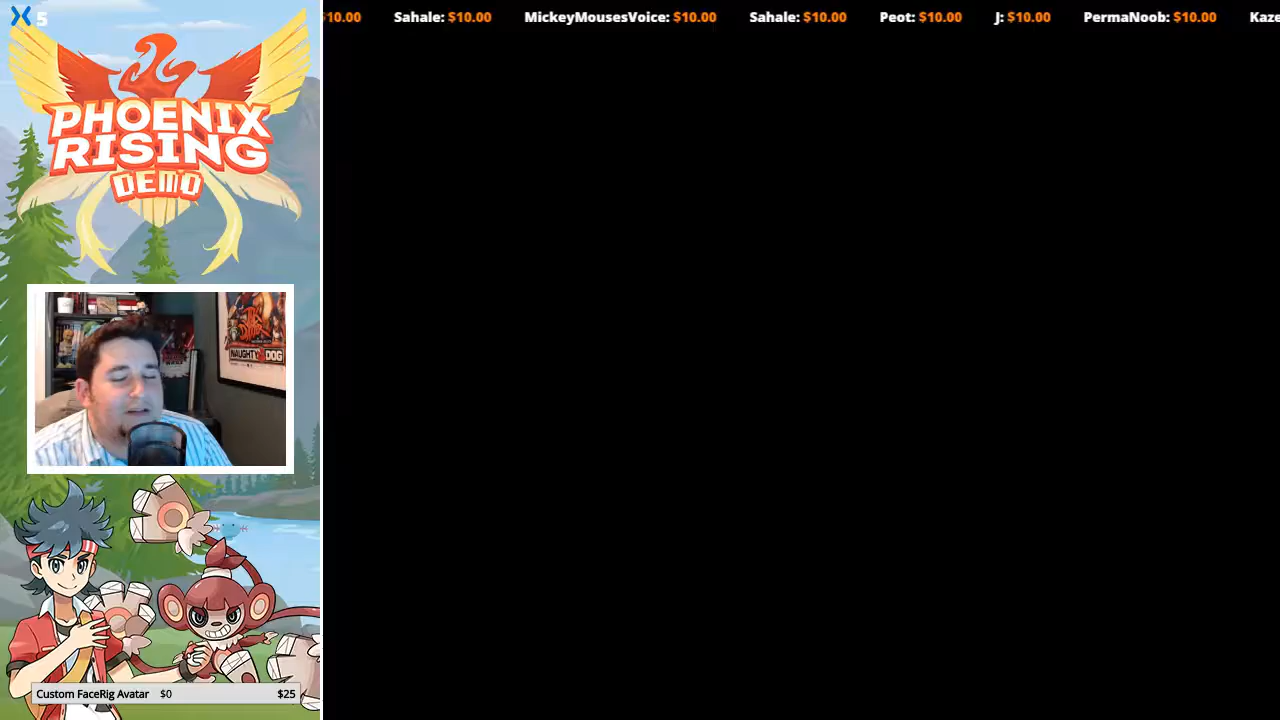 5
$10.00 Sahale: $10.00 MickeyMousesVoice: $10.00 Sahale: $10.00 Peot: $10.00 J: $10.00 PermaNoob: $10.00 Kaze
PHOENIX
RISING
DEMO
NAUGHTY DOG
Custom FaceRig Avatar $0 $25